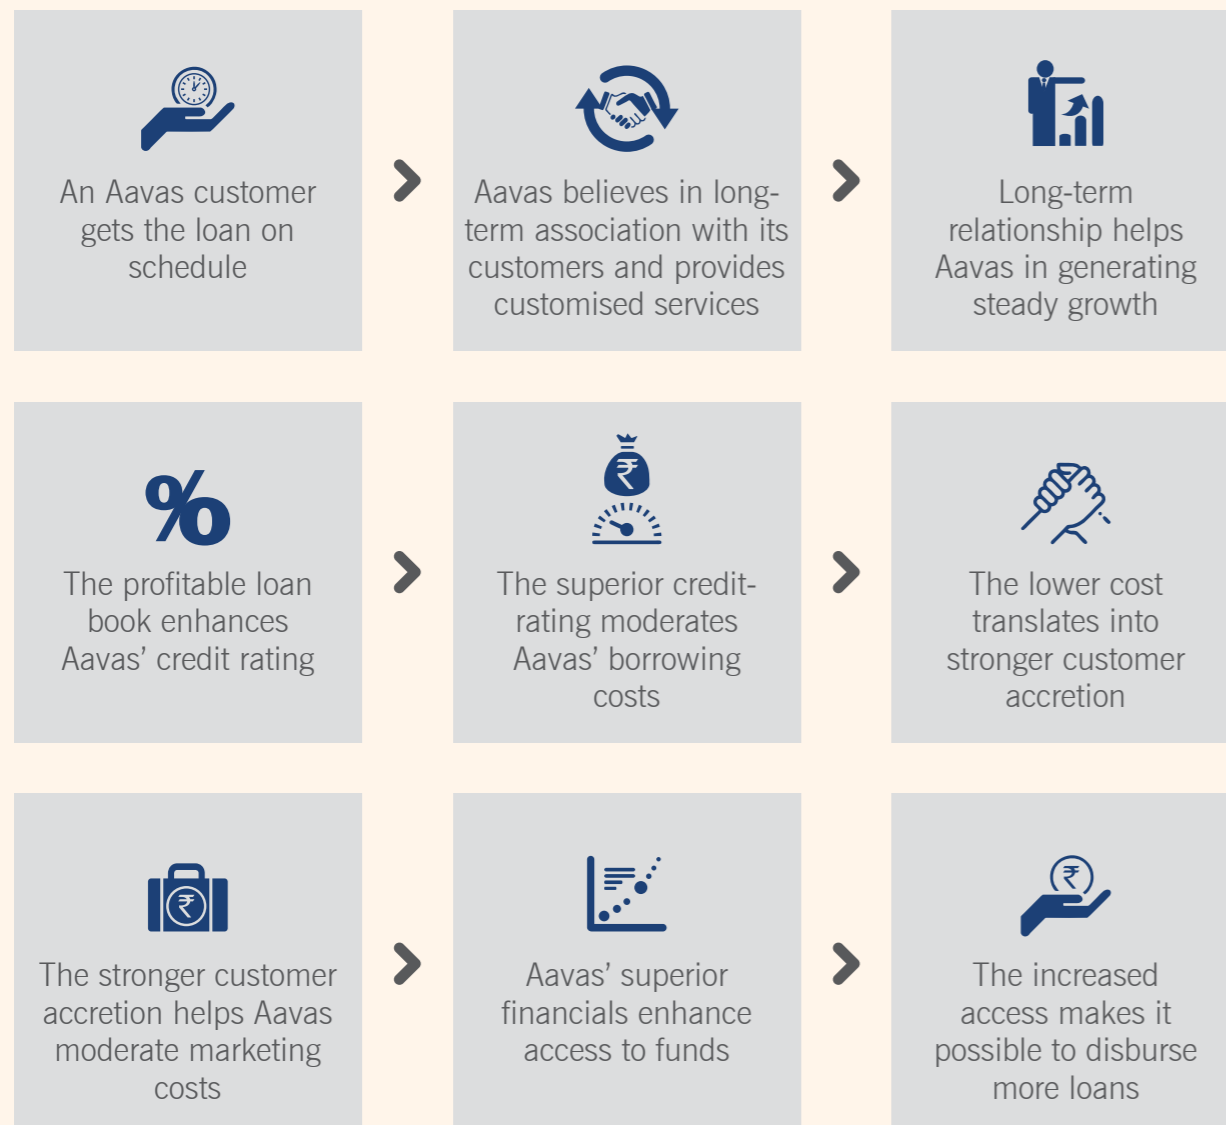 An Aavas customer
gets the loan on
schedule
Aavas believes in long-
term association with its
customers and provides
customised services
Long-term
relationship helps
Aavas in generating
steady growth
%
The profitable loan
book enhances
Aavas’ credit rating
₹
The superior credit-
rating moderates
Aavas’ borrowing
costs
The lower cost
translates into
stronger customer
accretion
₹
The stronger customer
accretion helps Aavas
moderate marketing
costs
Aavas’ superior
financials enhance
access to funds
₹
The increased
access makes it
possible to disburse
more loans